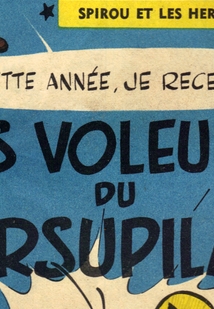 SPIROU ET LES HER
TTE ANNÉE, JE RECE
S VOLEU
DU
RSUPIL